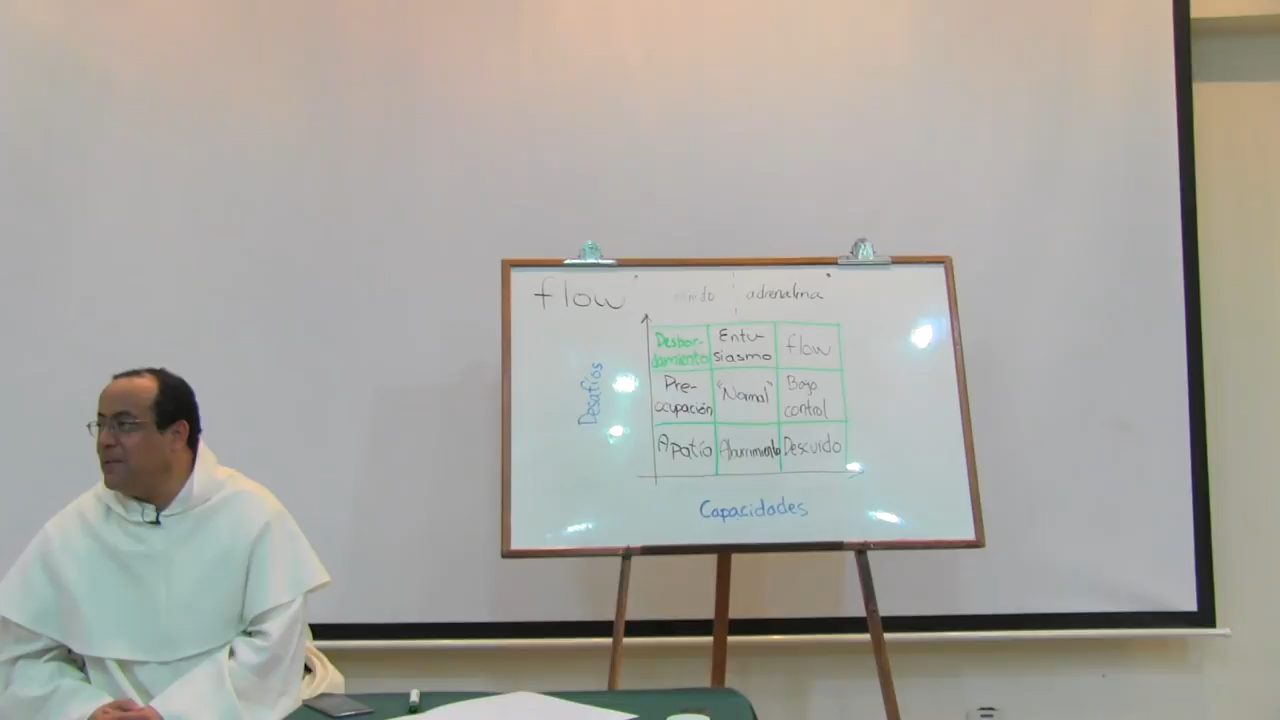 flow
adrenalina
Desbor-
damiento
Entu-
siasmo
flow
Pre-
ocupación
"Normal"
Bajo
control
Apatía
Aburrimiento
Descuido
Desafíos
Capacidades